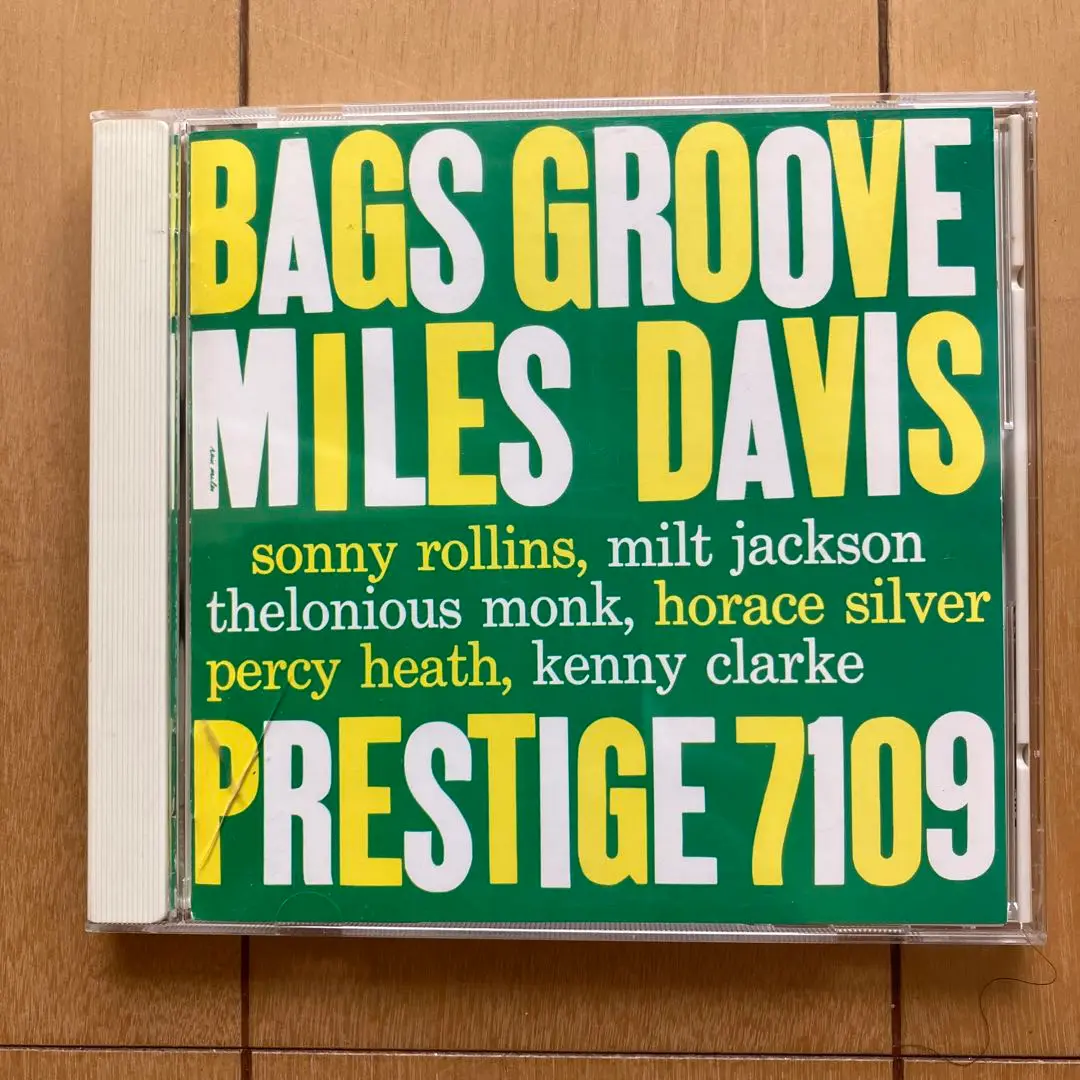 BAGS GROOVE
MILES DAVIS
sonny rollins, milt jackson
thelonious monk, horace silver
percy heath, kenny clarke
PRESTIGE 7109